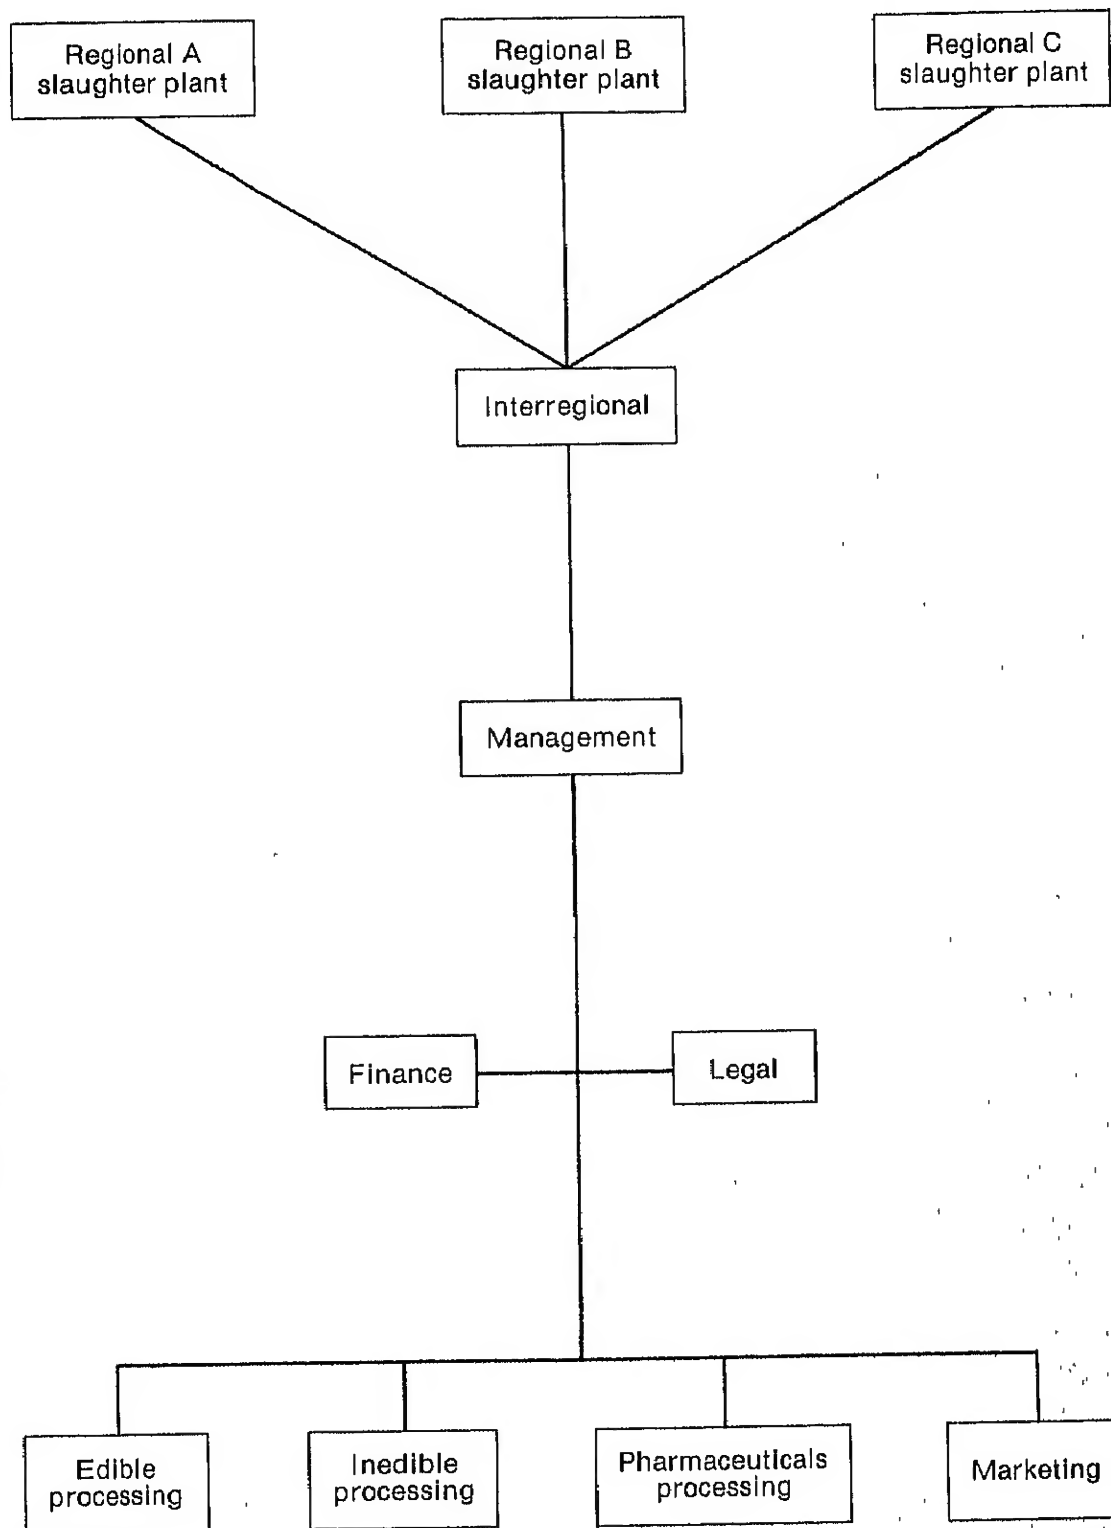 Regional A
slaughter plant
Regional B
slaughter plant
Regional C
slaughter plant
Interregional
Management
Finance
Legal
Edible
processing
Inedible
processing
Pharmaceuticals
processing
Marketing